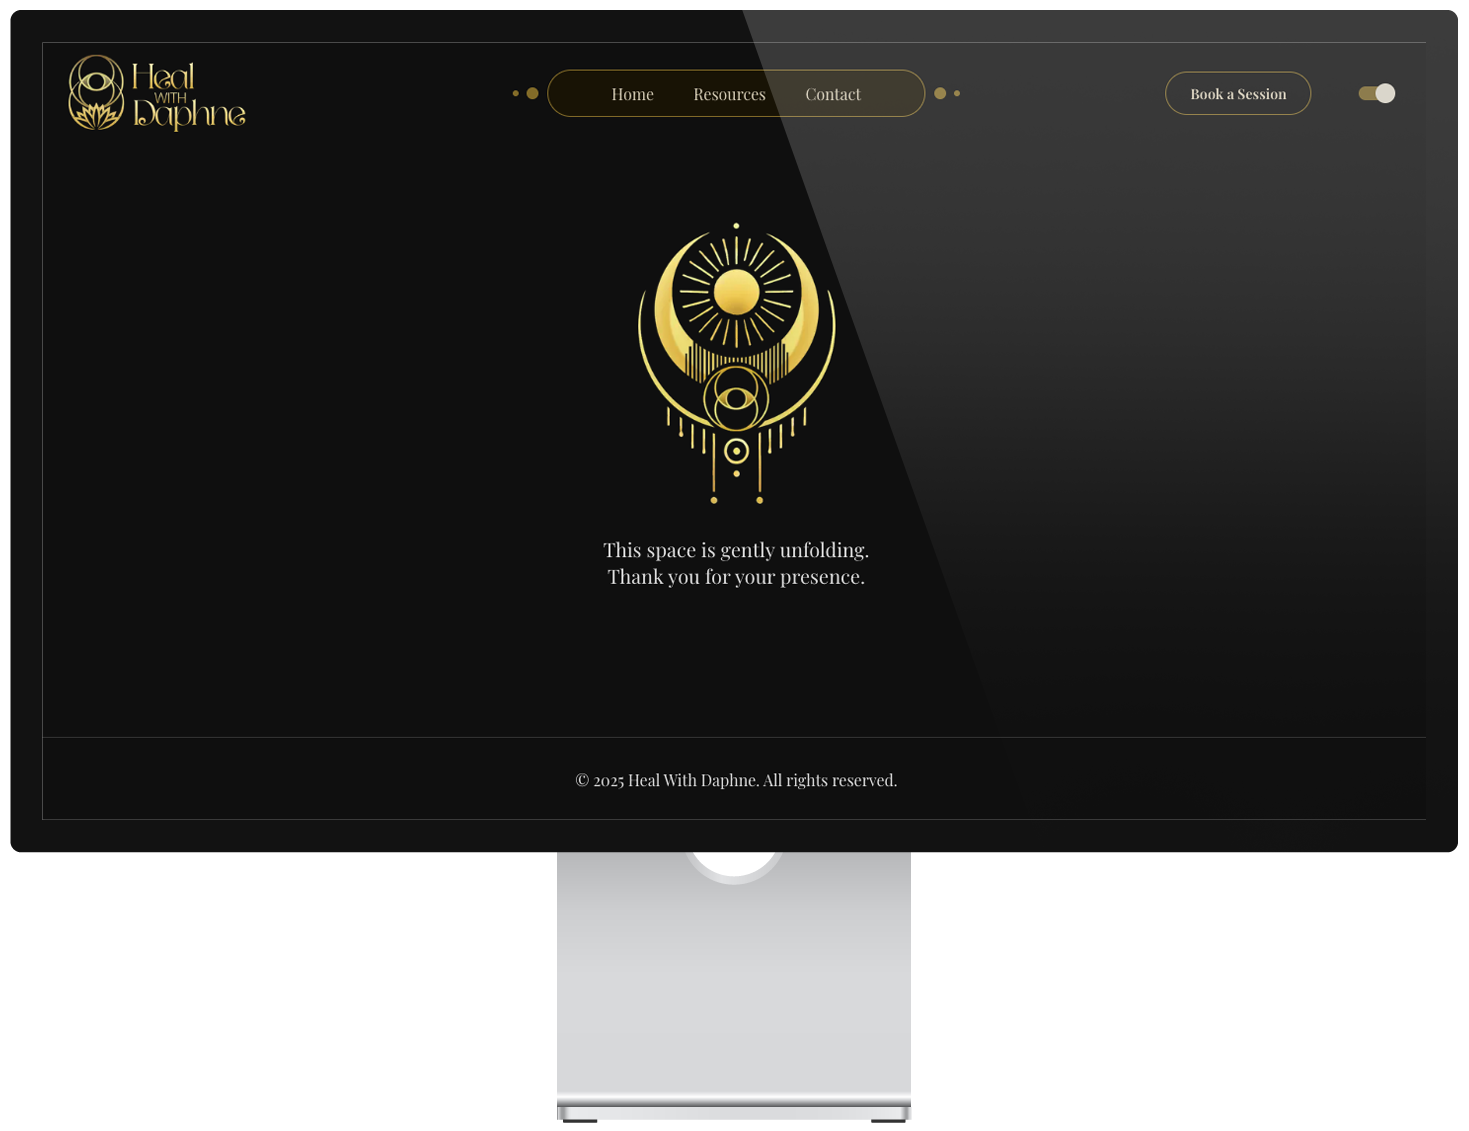 Heal
WITH
Daphne
Home Resources Contact
Book a Session
This space is gently unfolding.
Thank you for your presence.
© 2025 Heal With Daphne. All rights reserved.